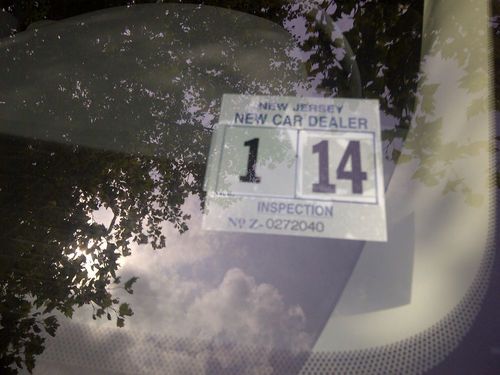 NEW JERSEY
NEW CAR DEALER
1 14
INSPECTION
Nº Z-0272040